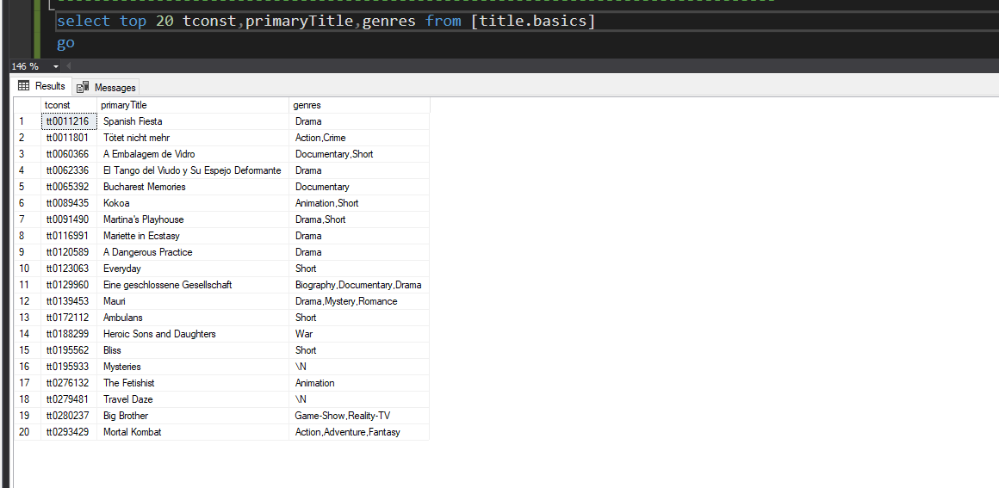 select top 20 tconst,primaryTitle,genres from [title.basics]
go
146 %
Results Messages
tconst primaryTitle genres
1 tt0011216 Spanish Fiesta Drama
2 tt0011801 Tötet nicht mehr Action,Crime
3 tt0060366 A Embalagem de Vidro Documentary,Short
4 tt0062336 El Tango del Viudo y Su Espejo Deformante Drama
5 tt0065392 Bucharest Memories Documentary
6 tt0089435 Kokoa Animation,Short
7 tt0091490 Martina's Playhouse Drama,Short
8 tt0116991 Mariette in Ecstasy Drama
9 tt0120589 A Dangerous Practice Drama
10 tt0123063 Everyday Short
11 tt0129960 Eine geschlossene Gesellschaft Biography,Documentary,Drama
12 tt0139453 Mauri Drama,Mystery,Romance
13 tt0172112 Ambulans Short
14 tt0188299 Heroic Sons and Daughters War
15 tt0195562 Bliss Short
16 tt0195933 Mysteries \N
17 tt0276132 The Fetishist Animation
18 tt0279481 Travel Daze \N
19 tt0280237 Big Brother Game-Show,Reality-TV
20 tt0293429 Mortal Kombat Action,Adventure,Fantasy